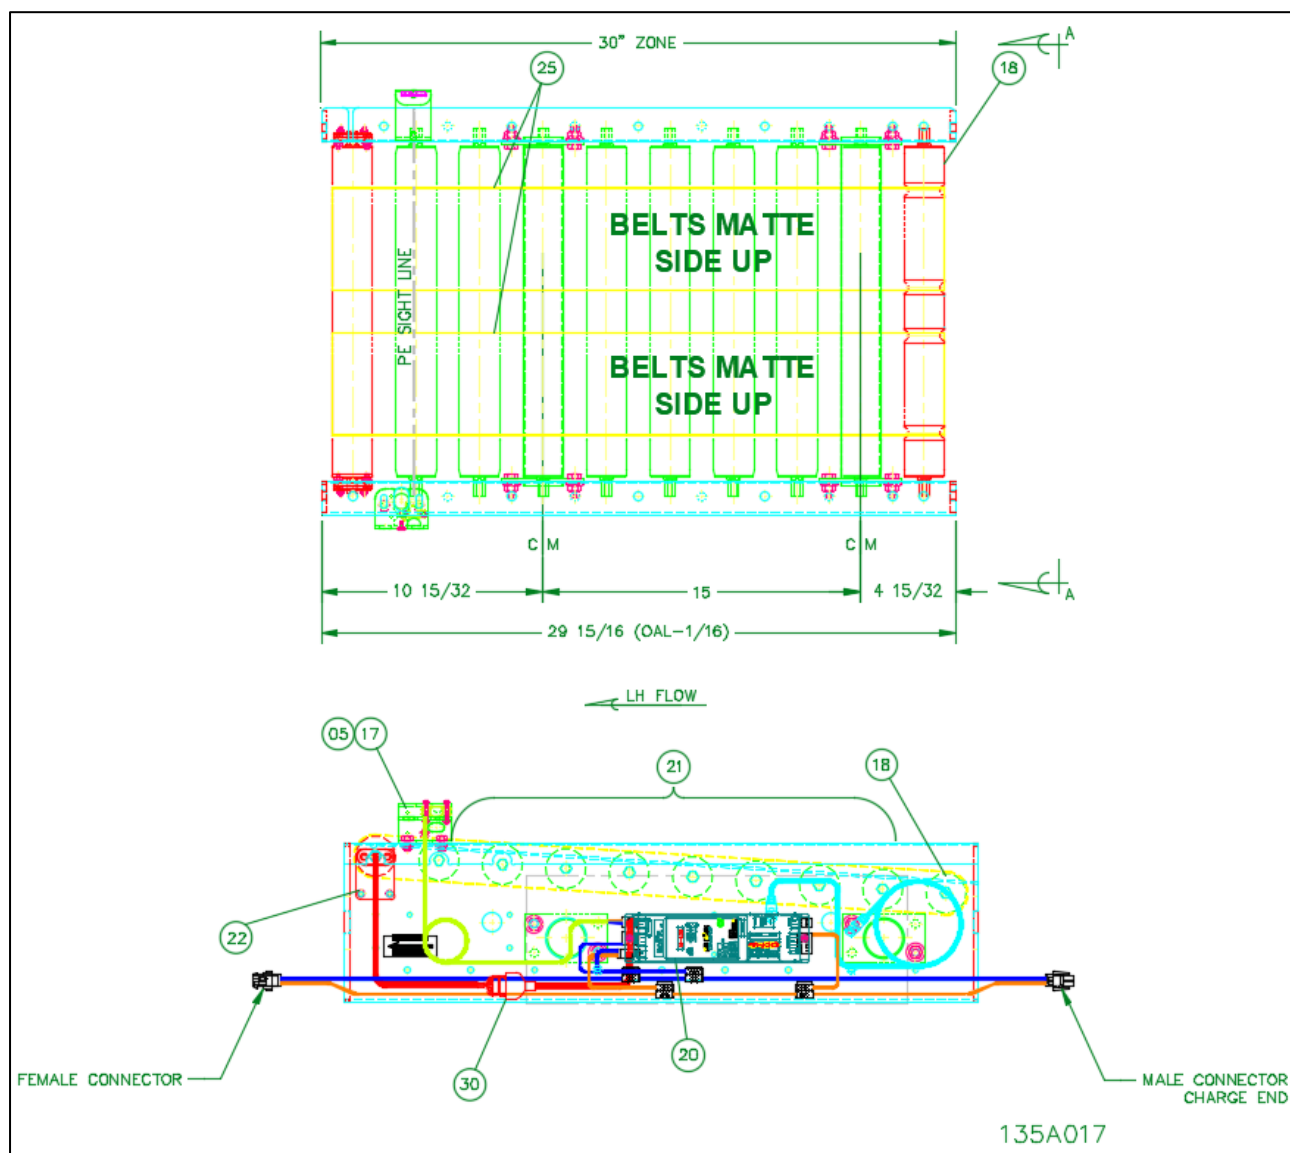 30" ZONE
A
25
18
BELTS MATTE
SIDE UP
PE SIGHT LINE
BELTS MATTE
SIDE UP
C M
C M
10 15/32
15
4 15/32
A
29 15/16 (OAL-1/16)
LH FLOW
05 17
21
18
22
20
30
FEMALE CONNECTOR
MALE CONNECTOR
CHARGE END
135A017